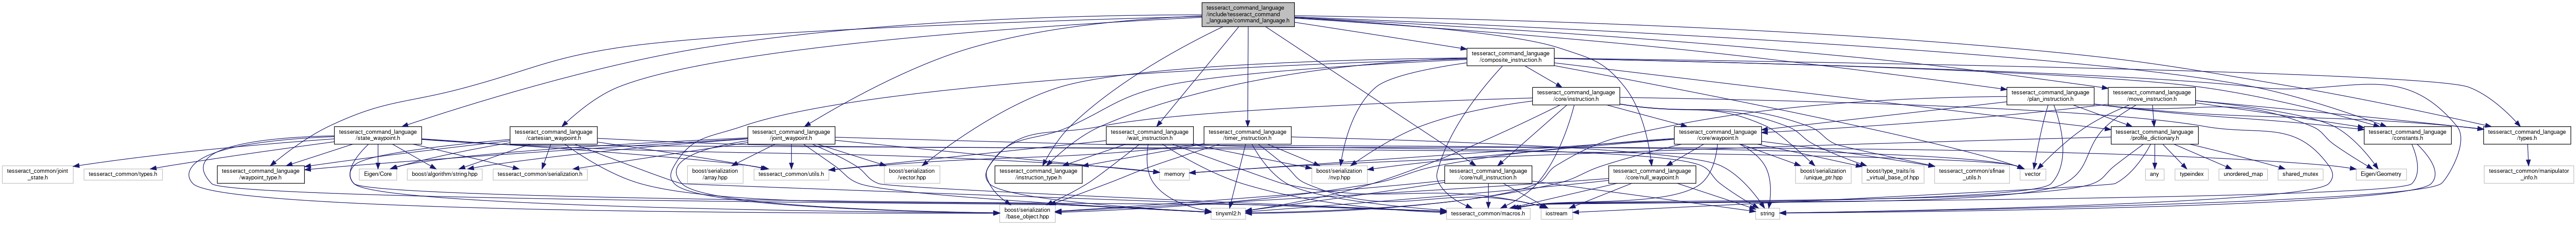 tesseract_command_language
/include/tesseract_command
_language/command_language.h
tesseract_command_language
/composite_instruction.h
tesseract_command_language
/core/instruction.h
tesseract_command_language
/plan_instruction.h
tesseract_command_language
/move_instruction.h
tesseract_command_language
/state_waypoint.h
tesseract_command_language
/cartesian_waypoint.h
tesseract_command_language
/joint_waypoint.h
tesseract_command_language
/wait_instruction.h
tesseract_command_language
/timer_instruction.h
tesseract_command_language
/core/waypoint.h
tesseract_command_language
/profile_dictionary.h
tesseract_command_language
/constants.h
tesseract_command_language
/types.h
tesseract_common/joint
_state.h
tesseract_common/types.h
tesseract_command_language
/waypoint_type.h
Eigen/Core
boost/algorithm/string.hpp
tesseract_common/serialization.h
boost/serialization
/array.hpp
tesseract_common/utils.h
boost/serialization
/vector.hpp
memory
tesseract_command_language
/instruction_type.h
boost/serialization
/nvp.hpp
tesseract_command_language
/core/null_instruction.h
tesseract_command_language
/core/null_waypoint.h
boost/serialization
/unique_ptr.hpp
boost/type_traits/is
_virtual_base_of.hpp
tesseract_common/sfinae
_utils.h
vector
any
typeindex
unordered_map
shared_mutex
Eigen/Geometry
tesseract_common/manipulator
_info.h
boost/serialization
/base_object.hpp
tinyxml2.h
tesseract_common/macros.h
iostream
string